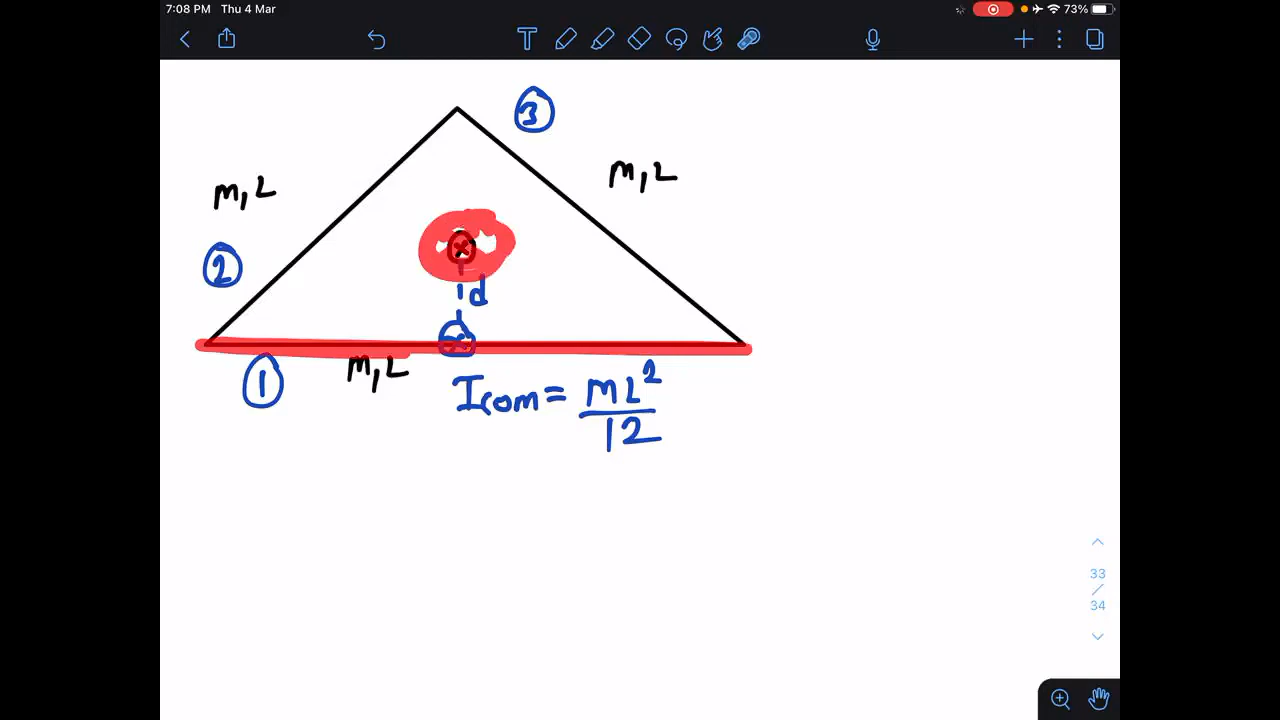 7:08 PM Thu 4 Mar
73%
T
3
m, L
m, L
2
d
1
m, L
Icom = mL²/12
33
/
34